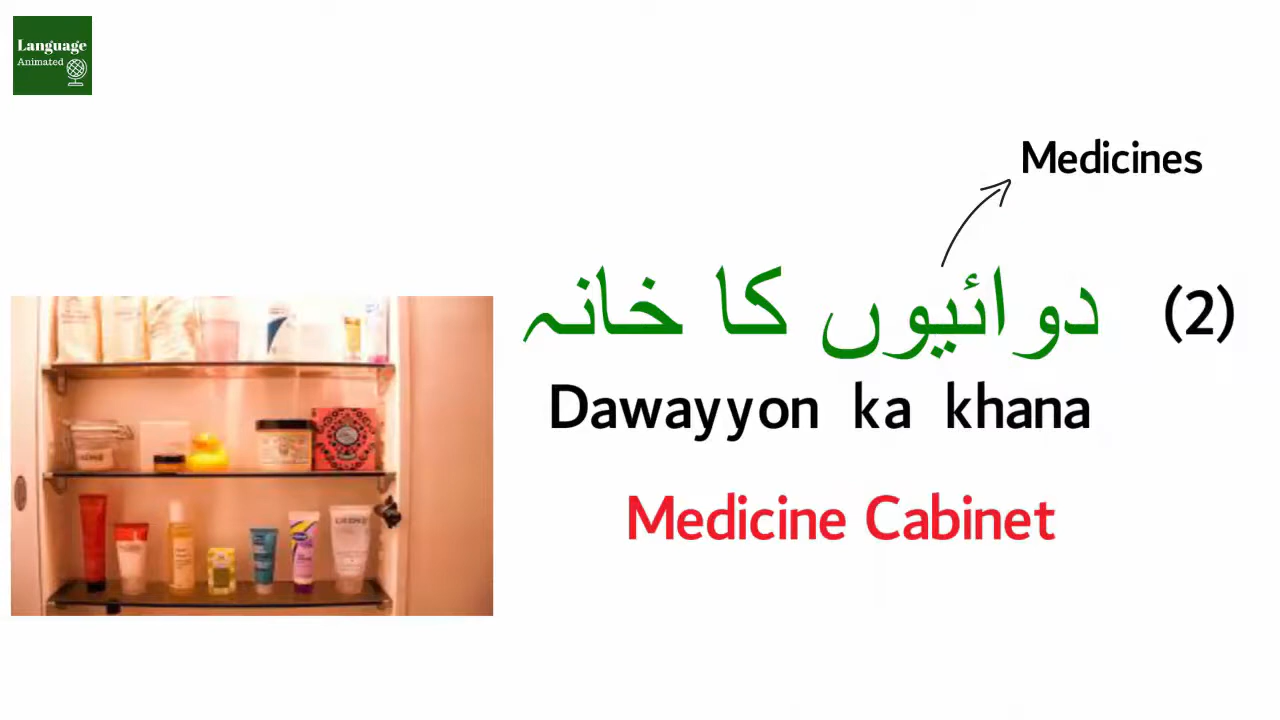 Language
Animated
Medicines
(2) دوائیوں کا خانہ
Dawayyon ka khana
Medicine Cabinet